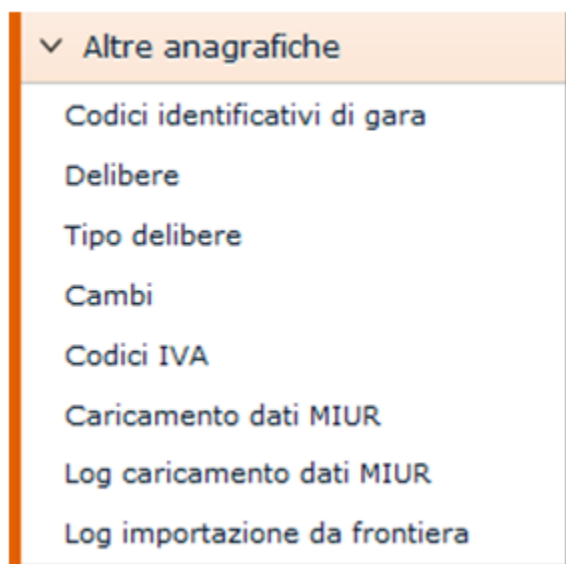 Altre anagrafiche
Codici identificativi di gara
Delibere
Tipo delibere
Cambi
Codici IVA
Caricamento dati MIUR
Log caricamento dati MIUR
Log importazione da frontiera